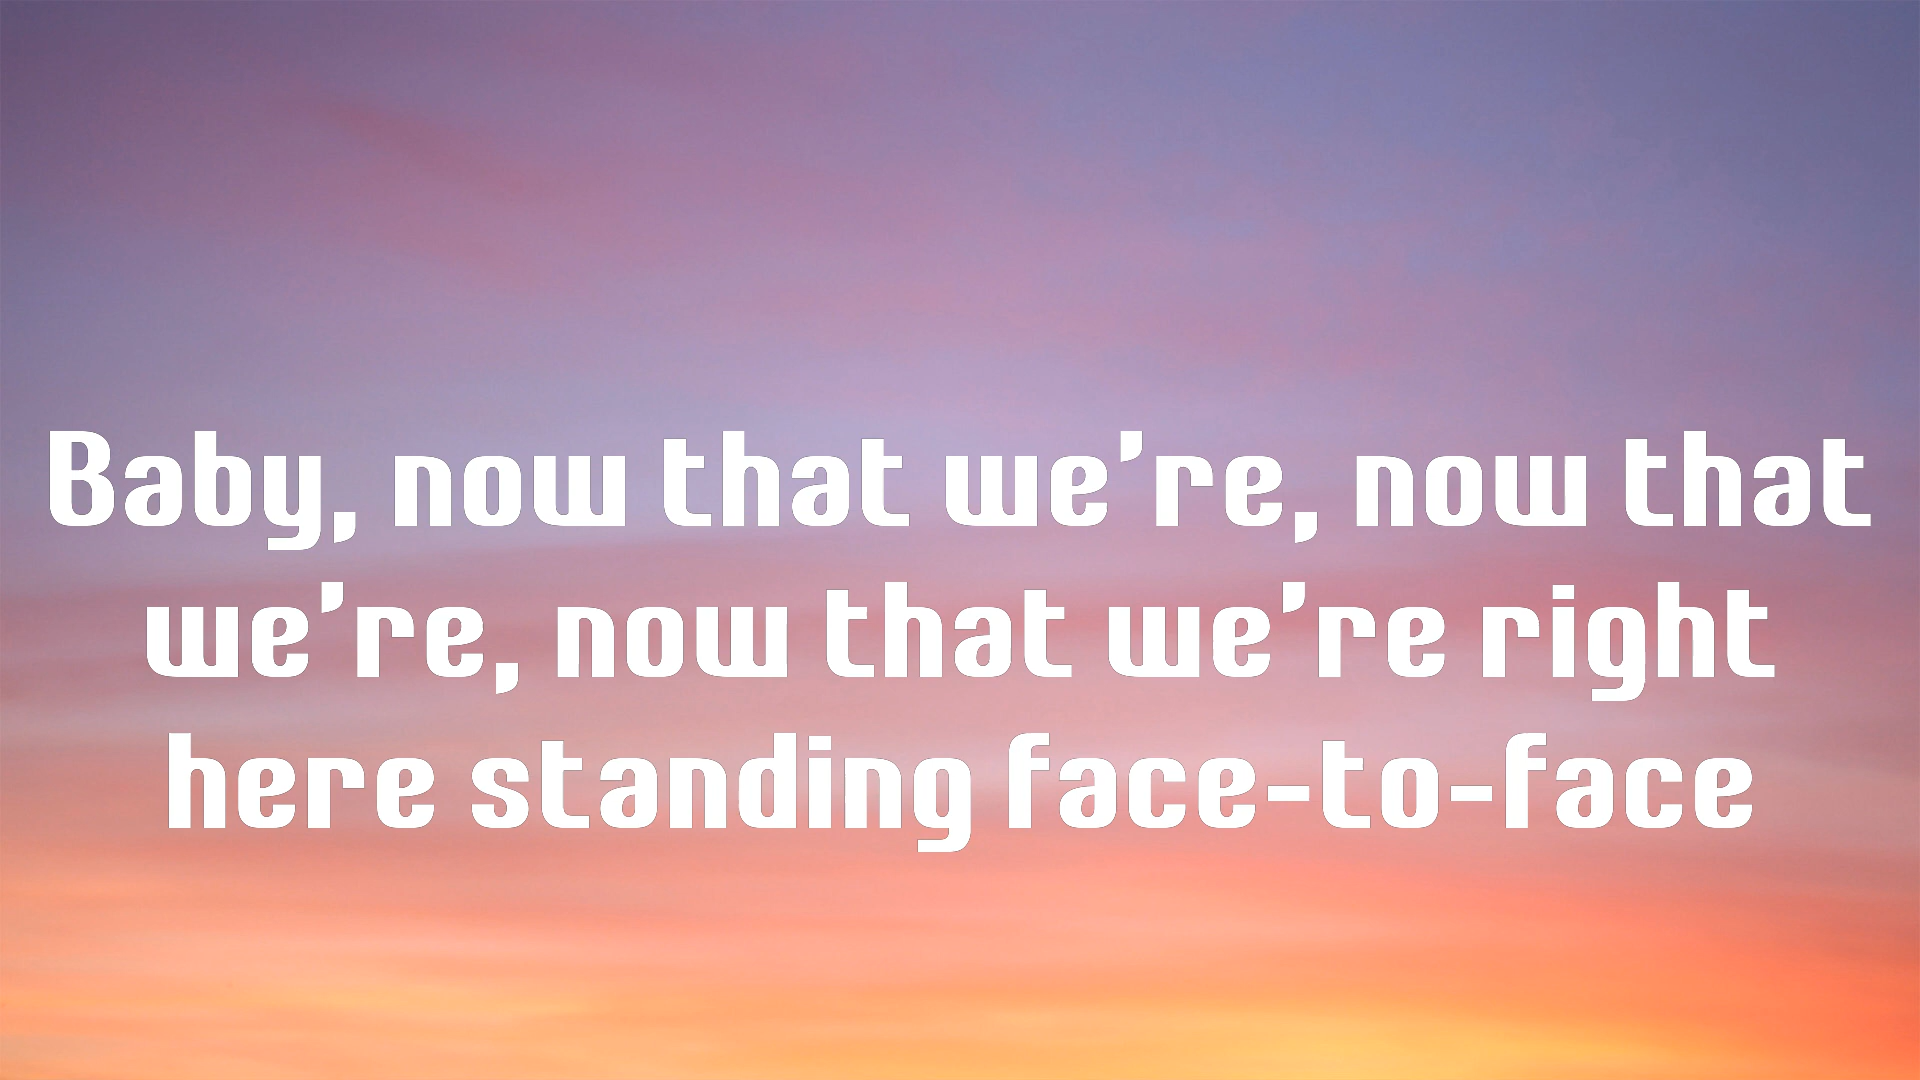 Baby, now that we're, now that
we're, now that we're right
here standing face-to-face